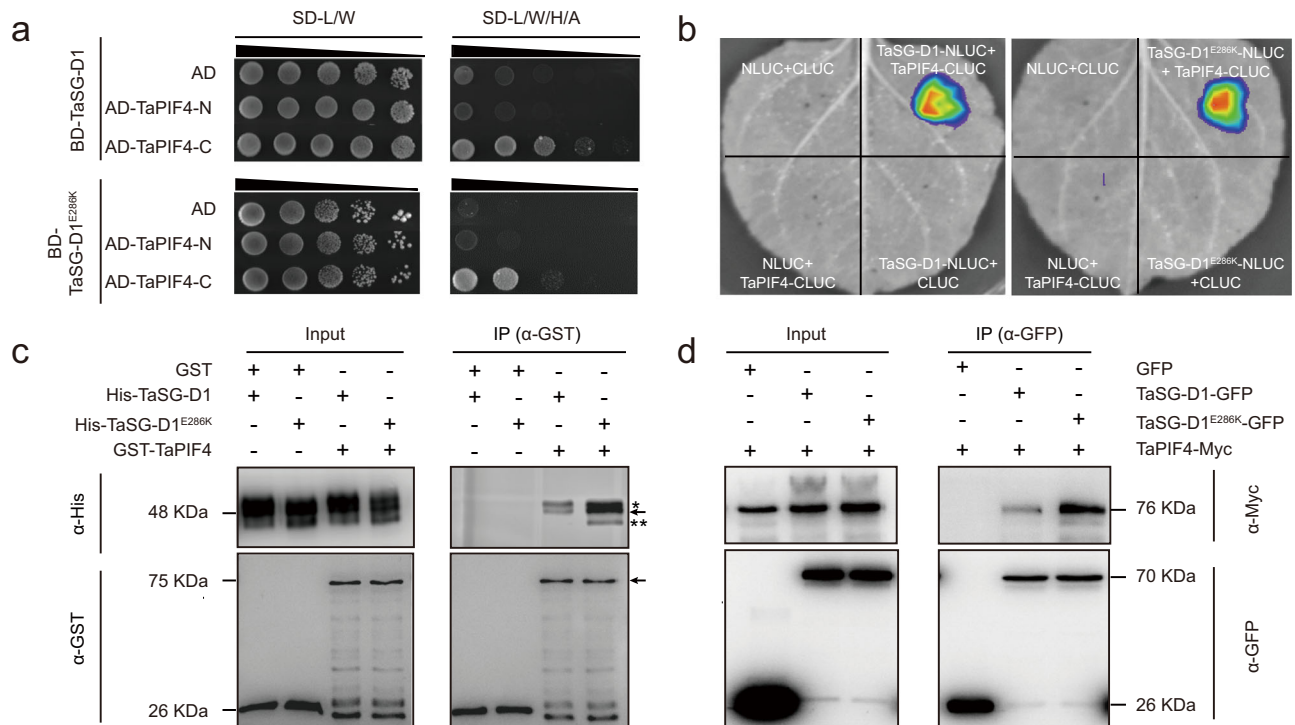 a
SD-L/W
SD-L/W/H/A
BD-TaSG-D1
AD
AD-TaPIF4-N
AD-TaPIF4-C
BD-
TaSG-D1E286K
AD
AD-TaPIF4-N
AD-TaPIF4-C
b
NLUC+CLUC
TaSG-D1-NLUC+
TaPIF4-CLUC
NLUC+
TaPIF4-CLUC
TaSG-D1-NLUC+
CLUC
NLUC+CLUC
TaSG-D1E286K-NLUC
+ TaPIF4-CLUC
NLUC+
TaPIF4-CLUC
TaSG-D1E286K-NLUC
+CLUC
c
Input
IP (α-GST)
GST + + - - + + - -
His-TaSG-D1 + - + - + - + -
His-TaSG-D1E286K - + - + - + - +
GST-TaPIF4 - - + + - - + +
α-His
48 KDa
*
**
α-GST
75 KDa
26 KDa
d
Input
IP (α-GFP)
+ - - + - - GFP
- + - - + - TaSG-D1-GFP
- - + - - + TaSG-D1E286K-GFP
+ + + + + + TaPIF4-Myc
76 KDa
α-Myc
70 KDa
26 KDa
α-GFP